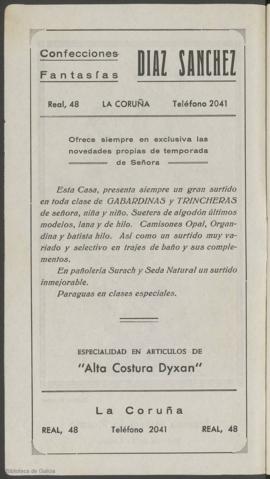 Confecciones
Fantasías
DIAZ SANCHEZ
Real, 48 LA CORUÑA Teléfono 2041
Ofrece siempre en exclusiva las
novedades propias de temporada
de Señora
Esta Casa, presenta siempre un gran surtido
en toda clase de GABARDINAS y TRINCHERAS
de señora, niña y niño. Sueters de algodón últimos
modelos, lana y de hilo. Camisones Opal, Organ-
dina y batista hilo. Así como un surtido muy va-
riado y selectivo en trajes de baño y sus comple-
mentos.
En pañolería Surach y Seda Natural un surtido
inmejorable.
Paraguas en clases especiales.
ESPECIALIDAD EN ARTICULOS DE
"Alta Costura Dyxan"
La Coruña
REAL, 48 Teléfono 2041 REAL, 48
Biblioteca de Galicia